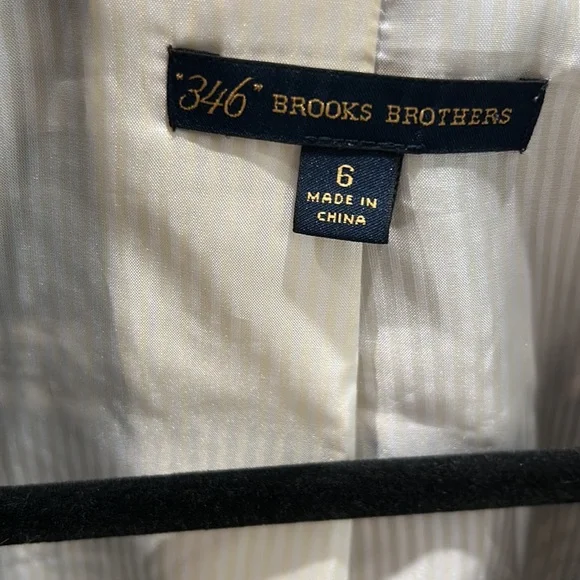 "346" BROOKS BROTHERS
6
MADE IN
CHINA